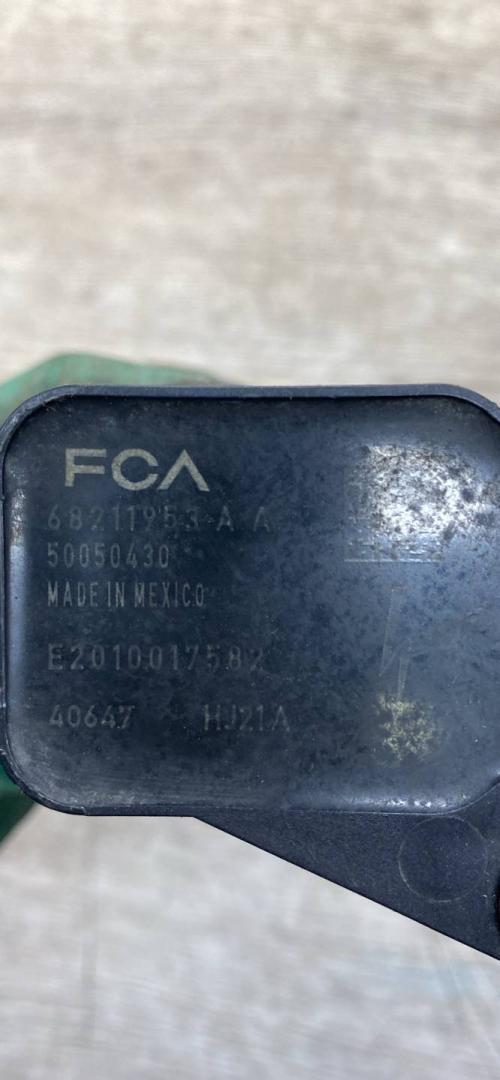 FCA
68211953 A A
50050430
MADE IN MEXICO
E2010017582
40647 HJ21A